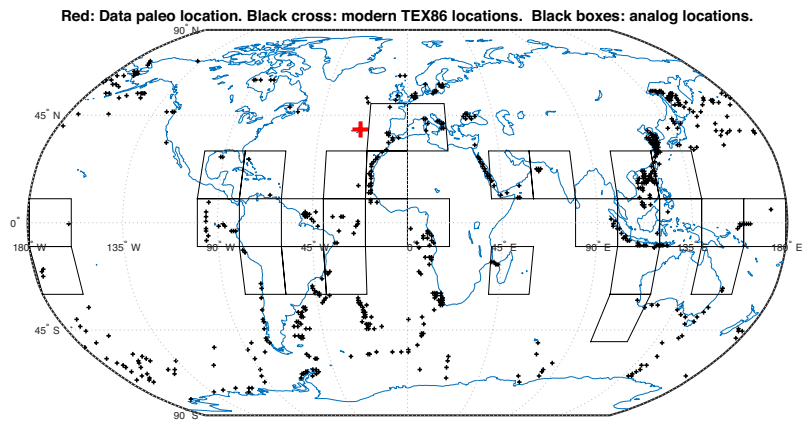 Red: Data paleo location. Black cross: modern TEX86 locations.  Black boxes: analog locations.
90° N
45° N
0°
180° W
135° W
90° W
45° W
0°
45° E
90° E
135° E
180° E
45° S
90° S